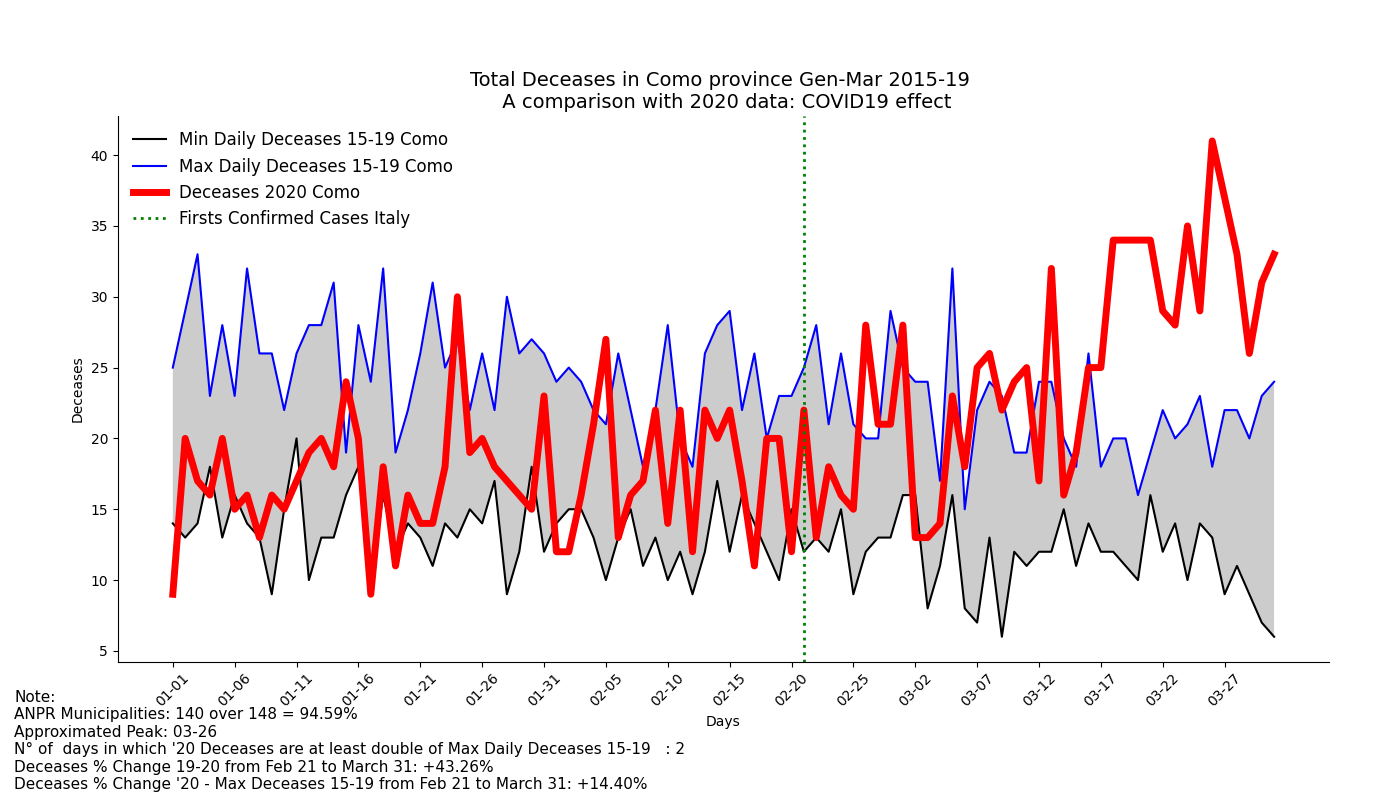 Total Deceases in Como province Gen-Mar 2015-19
A comparison with 2020 data: COVID19 effect
Min Daily Deceases 15-19 Como
Max Daily Deceases 15-19 Como
Deceases 2020 Como
Firsts Confirmed Cases Italy
Deceases
40
35
30
25
20
15
10
5
01-01
01-06
01-11
01-16
01-21
01-26
01-31
02-05
02-10
02-15
02-20
02-25
03-02
03-07
03-12
03-17
03-22
03-27
Days
Note:
ANPR Municipalities: 140 over 148 = 94.59%
Approximated Peak: 03-26
N° of  days in which '20 Deceases are at least double of Max Daily Deceases 15-19   : 2
Deceases % Change 19-20 from Feb 21 to March 31: +43.26%
Deceases % Change '20 - Max Deceases 15-19 from Feb 21 to March 31: +14.40%